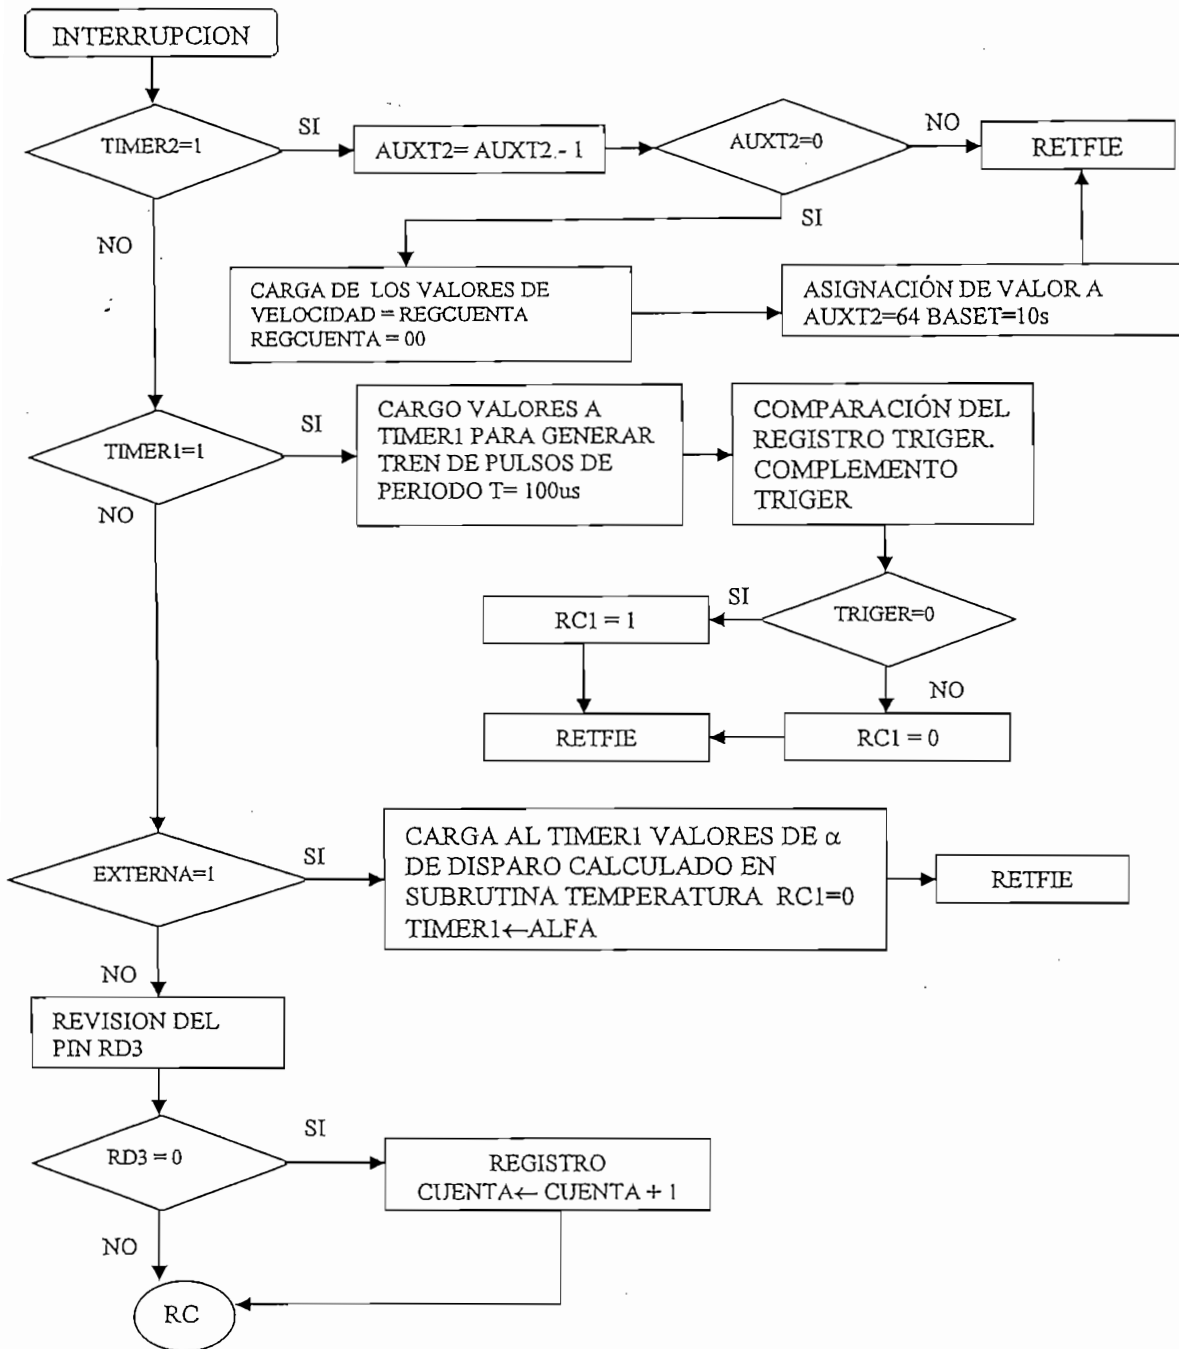 INTERRUPCION
TIMER2=1
SI
AUXT2= AUXT2.- 1
AUXT2=0
NO
RETFIE
SI
NO
CARGA DE LOS VALORES DE
VELOCIDAD = REGCUENTA
REGCUENTA = 00
ASIGNACIÓN DE VALOR A
AUXT2=64 BASET=10s
TIMER1=1
SI
CARGO VALORES A
TIMER1 PARA GENERAR
TREN DE PULSOS DE
PERIODO T= 100us
COMPARACIÓN DEL
REGISTRO TRIGER.
COMPLEMENTO
TRIGER
NO
TRIGER=0
SI
RC1 = 1
NO
RETFIE
RC1 = 0
EXTERNA=1
SI
CARGA AL TIMER1 VALORES DE α
DE DISPARO CALCULADO EN
SUBRUTINA TEMPERATURA RC1=0
TIMER1←ALFA
RETFIE
NO
REVISION DEL
PIN RD3
RD3 = 0
SI
REGISTRO
CUENTA← CUENTA + 1
NO
RC